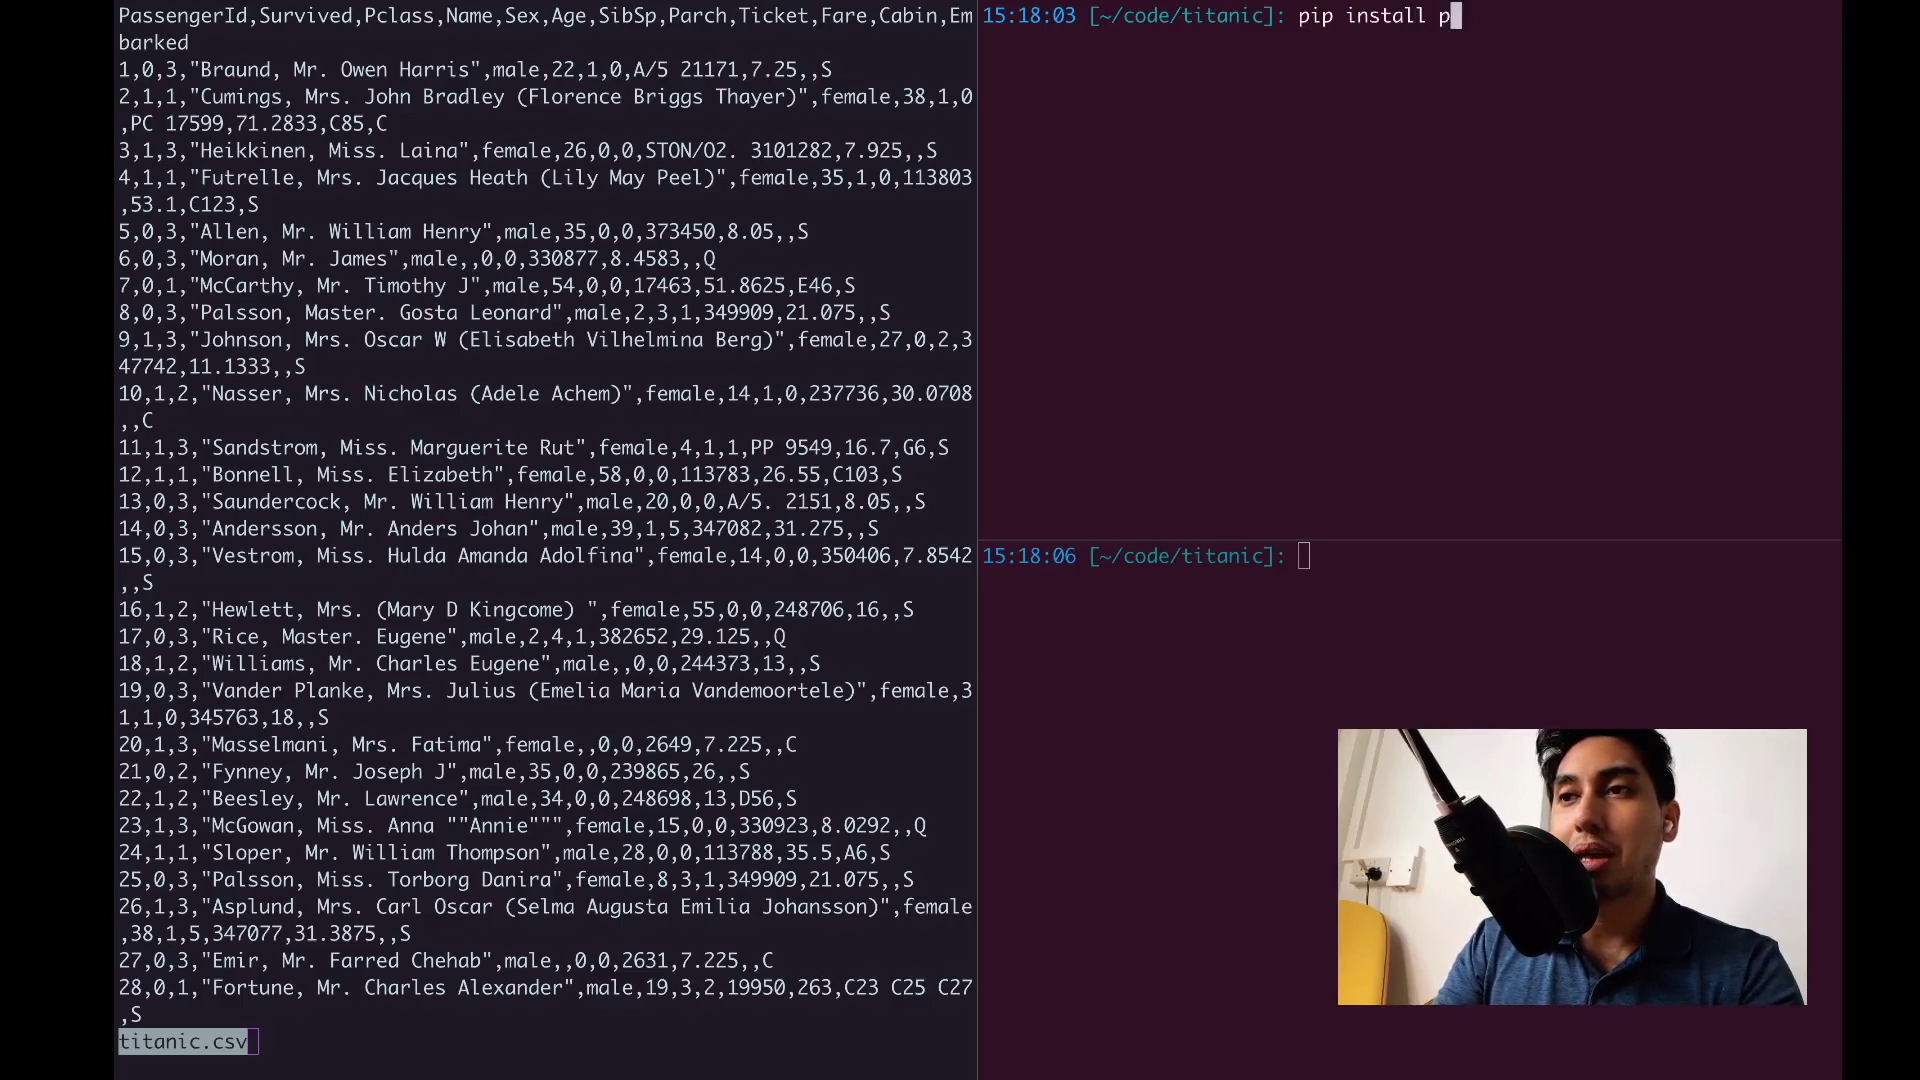 PassengerId,Survived,Pclass,Name,Sex,Age,SibSp,Parch,Ticket,Fare,Cabin,Em
barked
1,0,3,"Braund, Mr. Owen Harris",male,22,1,0,A/5 21171,7.25,,S
2,1,1,"Cumings, Mrs. John Bradley (Florence Briggs Thayer)",female,38,1,0
,PC 17599,71.2833,C85,C
3,1,3,"Heikkinen, Miss. Laina",female,26,0,0,STON/O2. 3101282,7.925,,S
4,1,1,"Futrelle, Mrs. Jacques Heath (Lily May Peel)",female,35,1,0,113803
,53.1,C123,S
5,0,3,"Allen, Mr. William Henry",male,35,0,0,373450,8.05,,S
6,0,3,"Moran, Mr. James",male,,0,0,330877,8.4583,,Q
7,0,1,"McCarthy, Mr. Timothy J",male,54,0,0,17463,51.8625,E46,S
8,0,3,"Palsson, Master. Gosta Leonard",male,2,3,1,349909,21.075,,S
9,1,3,"Johnson, Mrs. Oscar W (Elisabeth Vilhelmina Berg)",female,27,0,2,3
47742,11.1333,,S
10,1,2,"Nasser, Mrs. Nicholas (Adele Achem)",female,14,1,0,237736,30.0708
,,C
11,1,3,"Sandstrom, Miss. Marguerite Rut",female,4,1,1,PP 9549,16.7,G6,S
12,1,1,"Bonnell, Miss. Elizabeth",female,58,0,0,113783,26.55,C103,S
13,0,3,"Saundercock, Mr. William Henry",male,20,0,0,A/5. 2151,8.05,,S
14,0,3,"Andersson, Mr. Anders Johan",male,39,1,5,347082,31.275,,S
15,0,3,"Vestrom, Miss. Hulda Amanda Adolfina",female,14,0,0,350406,7.8542
,,S
16,1,2,"Hewlett, Mrs. (Mary D Kingcome) ",female,55,0,0,248706,16,,S
17,0,3,"Rice, Master. Eugene",male,2,4,1,382652,29.125,,Q
18,1,2,"Williams, Mr. Charles Eugene",male,,0,0,244373,13,,S
19,0,3,"Vander Planke, Mrs. Julius (Emelia Maria Vandemoortele)",female,3
1,1,0,345763,18,,S
20,1,3,"Masselmani, Mrs. Fatima",female,,0,0,2649,7.225,,C
21,0,2,"Fynney, Mr. Joseph J",male,35,0,0,239865,26,,S
22,1,2,"Beesley, Mr. Lawrence",male,34,0,0,248698,13,D56,S
23,1,3,"McGowan, Miss. Anna ""Annie""",female,15,0,0,330923,8.0292,,Q
24,1,1,"Sloper, Mr. William Thompson",male,28,0,0,113788,35.5,A6,S
25,0,3,"Palsson, Miss. Torborg Danira",female,8,3,1,349909,21.075,,S
26,1,3,"Asplund, Mrs. Carl Oscar (Selma Augusta Emilia Johansson)",female
,38,1,5,347077,31.3875,,S
27,0,3,"Emir, Mr. Farred Chehab",male,,0,0,2631,7.225,,C
28,0,1,"Fortune, Mr. Charles Alexander",male,19,3,2,19950,263,C23 C25 C27
,S
titanic.csv
15:18:03 [~/code/titanic]: pip install p
15:18:06 [~/code/titanic]: